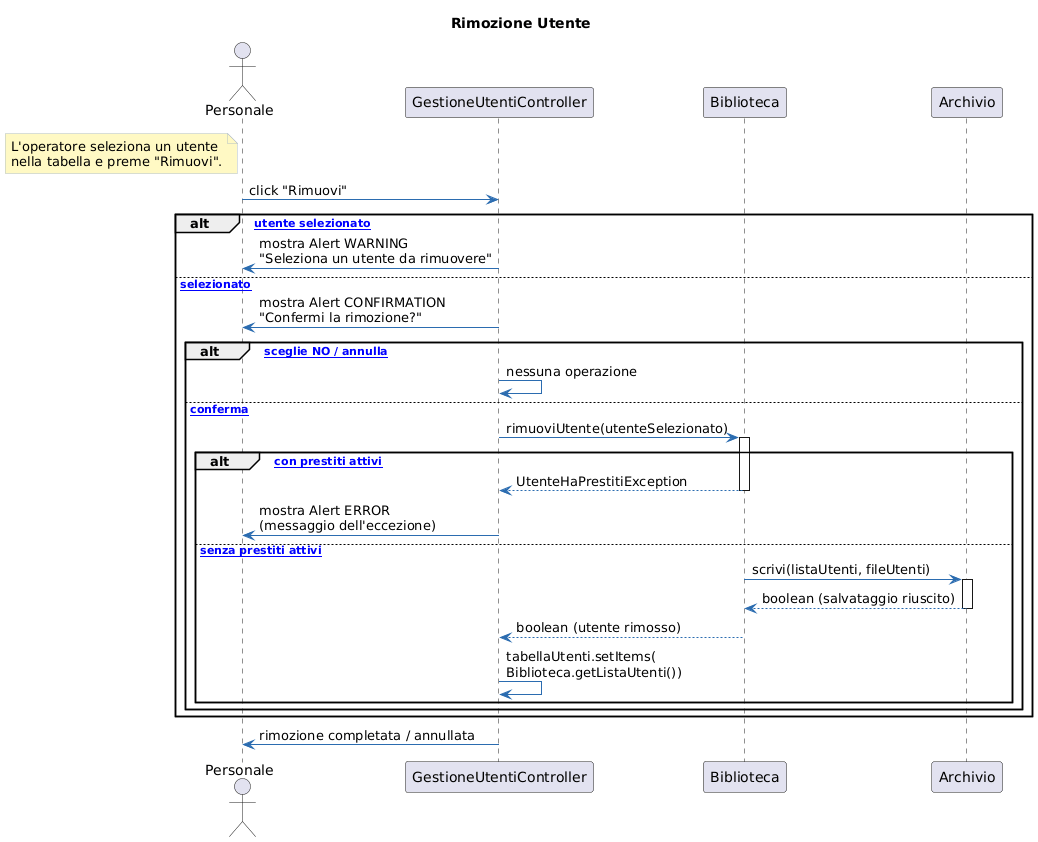 Rimozione Utente
Personale
GestioneUtentiController
Biblioteca
Archivio
L'operatore seleziona un utente
nella tabella e preme "Rimuovi".
click "Rimuovi"
alt
utente selezionato
mostra Alert WARNING
"Seleziona un utente da rimuovere"
selezionato
mostra Alert CONFIRMATION
"Confermi la rimozione?"
alt
sceglie NO / annulla
nessuna operazione
conferma
rimuoviUtente(utenteSelezionato)
alt
con prestiti attivi
UtenteHaPrestitiException
mostra Alert ERROR
(messaggio dell'eccezione)
senza prestiti attivi
scrivi(listaUtenti, fileUtenti)
boolean (salvataggio riuscito)
boolean (utente rimosso)
tabellaUtenti.setItems(
Biblioteca.getListaUtenti())
rimozione completata / annullata
Personale
GestioneUtentiController
Biblioteca
Archivio